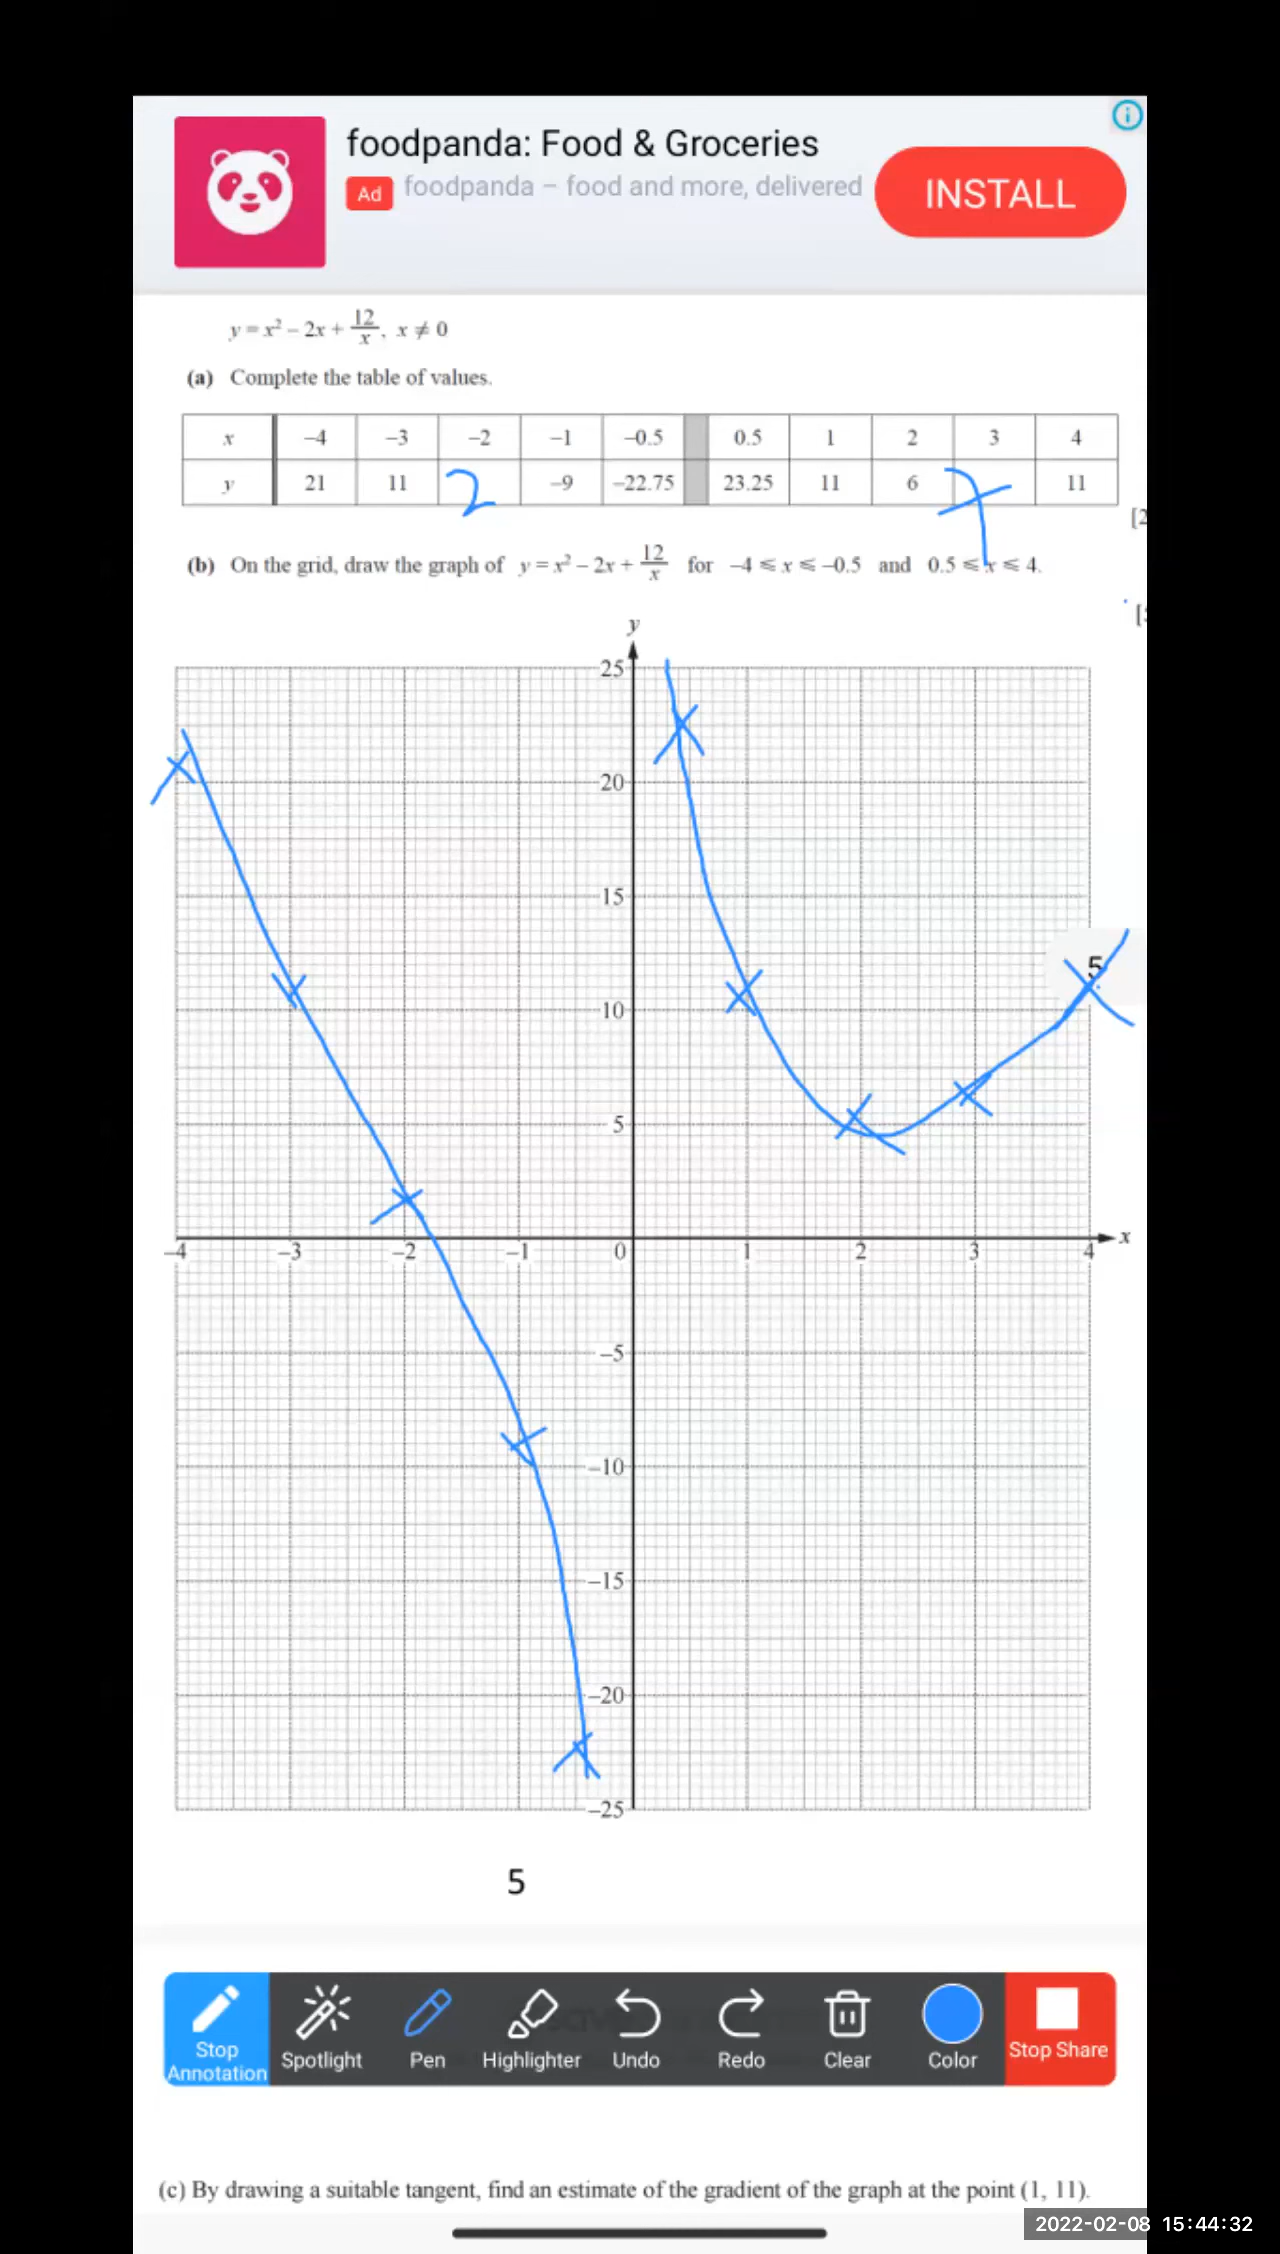 foodpanda: Food & Groceries
Ad foodpanda – food and more, delivered
INSTALL
y = x² – 2x + 12/x, x ≠ 0
(a) Complete the table of values.
x –4 –3 –2 –1 –0.5 0.5 1 2 3 4
y 21 11 2 –9 –22.75 23.25 11 6 7 11
[2
(b) On the grid, draw the graph of y = x² – 2x + 12/x for –4 ⩽ x ⩽ –0.5 and 0.5 ⩽ x ⩽ 4.
y
25
20
15
5
10
5
–4 –3 –2 –1 0 1 2 3 4 x
–5
–10
–15
–20
–25
5
Stop Annotation
Spotlight
Pen
Highlighter
Undo
Redo
Clear
Color
Stop Share
(c) By drawing a suitable tangent, find an estimate of the gradient of the graph at the point (1, 11).
2022-02-08 15:44:32